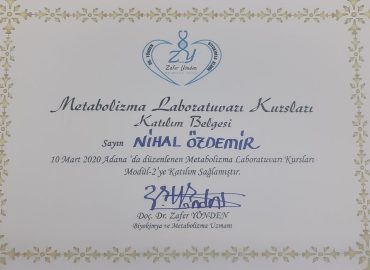 Zafer Yönden
Metabolizma Laboratuvarı Kursları
Katılım Belgesi
Sayın NİHAL ÖZDEMİR
10 Mart 2020 Adana'da düzenlenen Metabolizma Laboratuvarı Kursları
Modül-2'ye Katılım Sağlamıştır.
Doç. Dr. Zafer YÖNDEN
Biyokimya ve Metabolizma Uzmanı